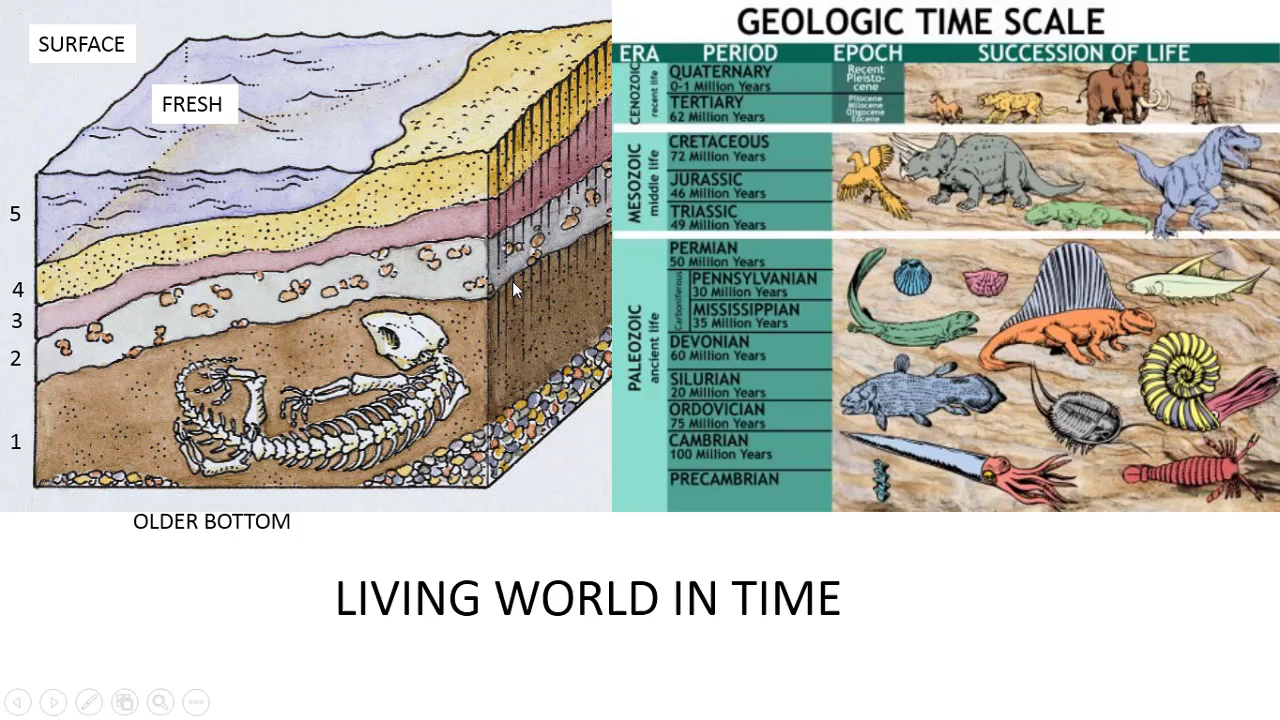 SURFACE
FRESH
5
4
3
2
1
OLDER BOTTOM
GEOLOGIC TIME SCALE
ERA PERIOD EPOCH SUCCESSION OF LIFE
CENOZOIC
recent life
QUATERNARY
0-1 Million Years
TERTIARY
62 Million Years
Recent
Pleisto-
cene
Pliocene
Miliocene
Oligocene
Eocene
MESOZOIC
middle life
CRETACEOUS
72 Million Years
JURASSIC
46 Million Years
TRIASSIC
49 Million Years
PALEOZOIC
ancient life
PERMIAN
50 Million Years
Carboniferous
PENNSYLVANIAN
30 Million Years
MISSISSIPPIAN
35 Million Years
DEVONIAN
60 Million Years
SILURIAN
20 Million Years
ORDOVICIAN
75 Million Years
CAMBRIAN
100 Million Years
PRECAMBRIAN
LIVING WORLD IN TIME